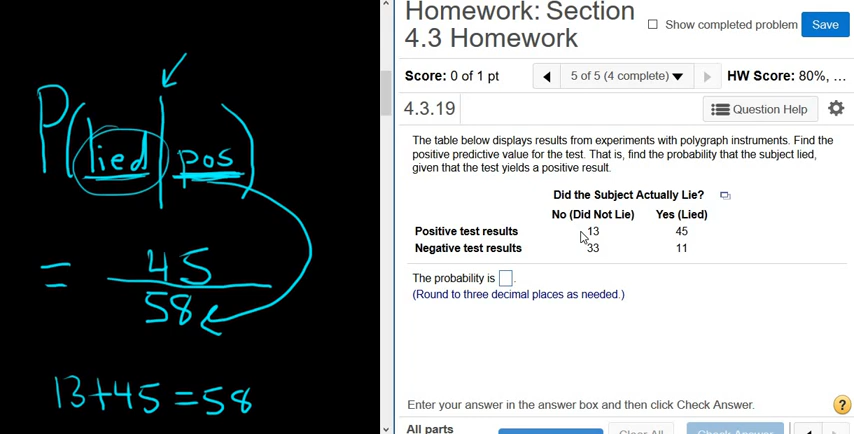 P(lied | pos)
= 45
58
13+45=58
Homework: Section
4.3 Homework
Show completed problem
Save
Score: 0 of 1 pt
5 of 5 (4 complete)
HW Score: 80%, ...
4.3.19
Question Help
The table below displays results from experiments with polygraph instruments. Find the
positive predictive value for the test. That is, find the probability that the subject lied,
given that the test yields a positive result.
Did the Subject Actually Lie?
No (Did Not Lie) Yes (Lied)
Positive test results 13 45
Negative test results 33 11
The probability is .
(Round to three decimal places as needed.)
Enter your answer in the answer box and then click Check Answer.
?
All parts
Clear All
Check Answer